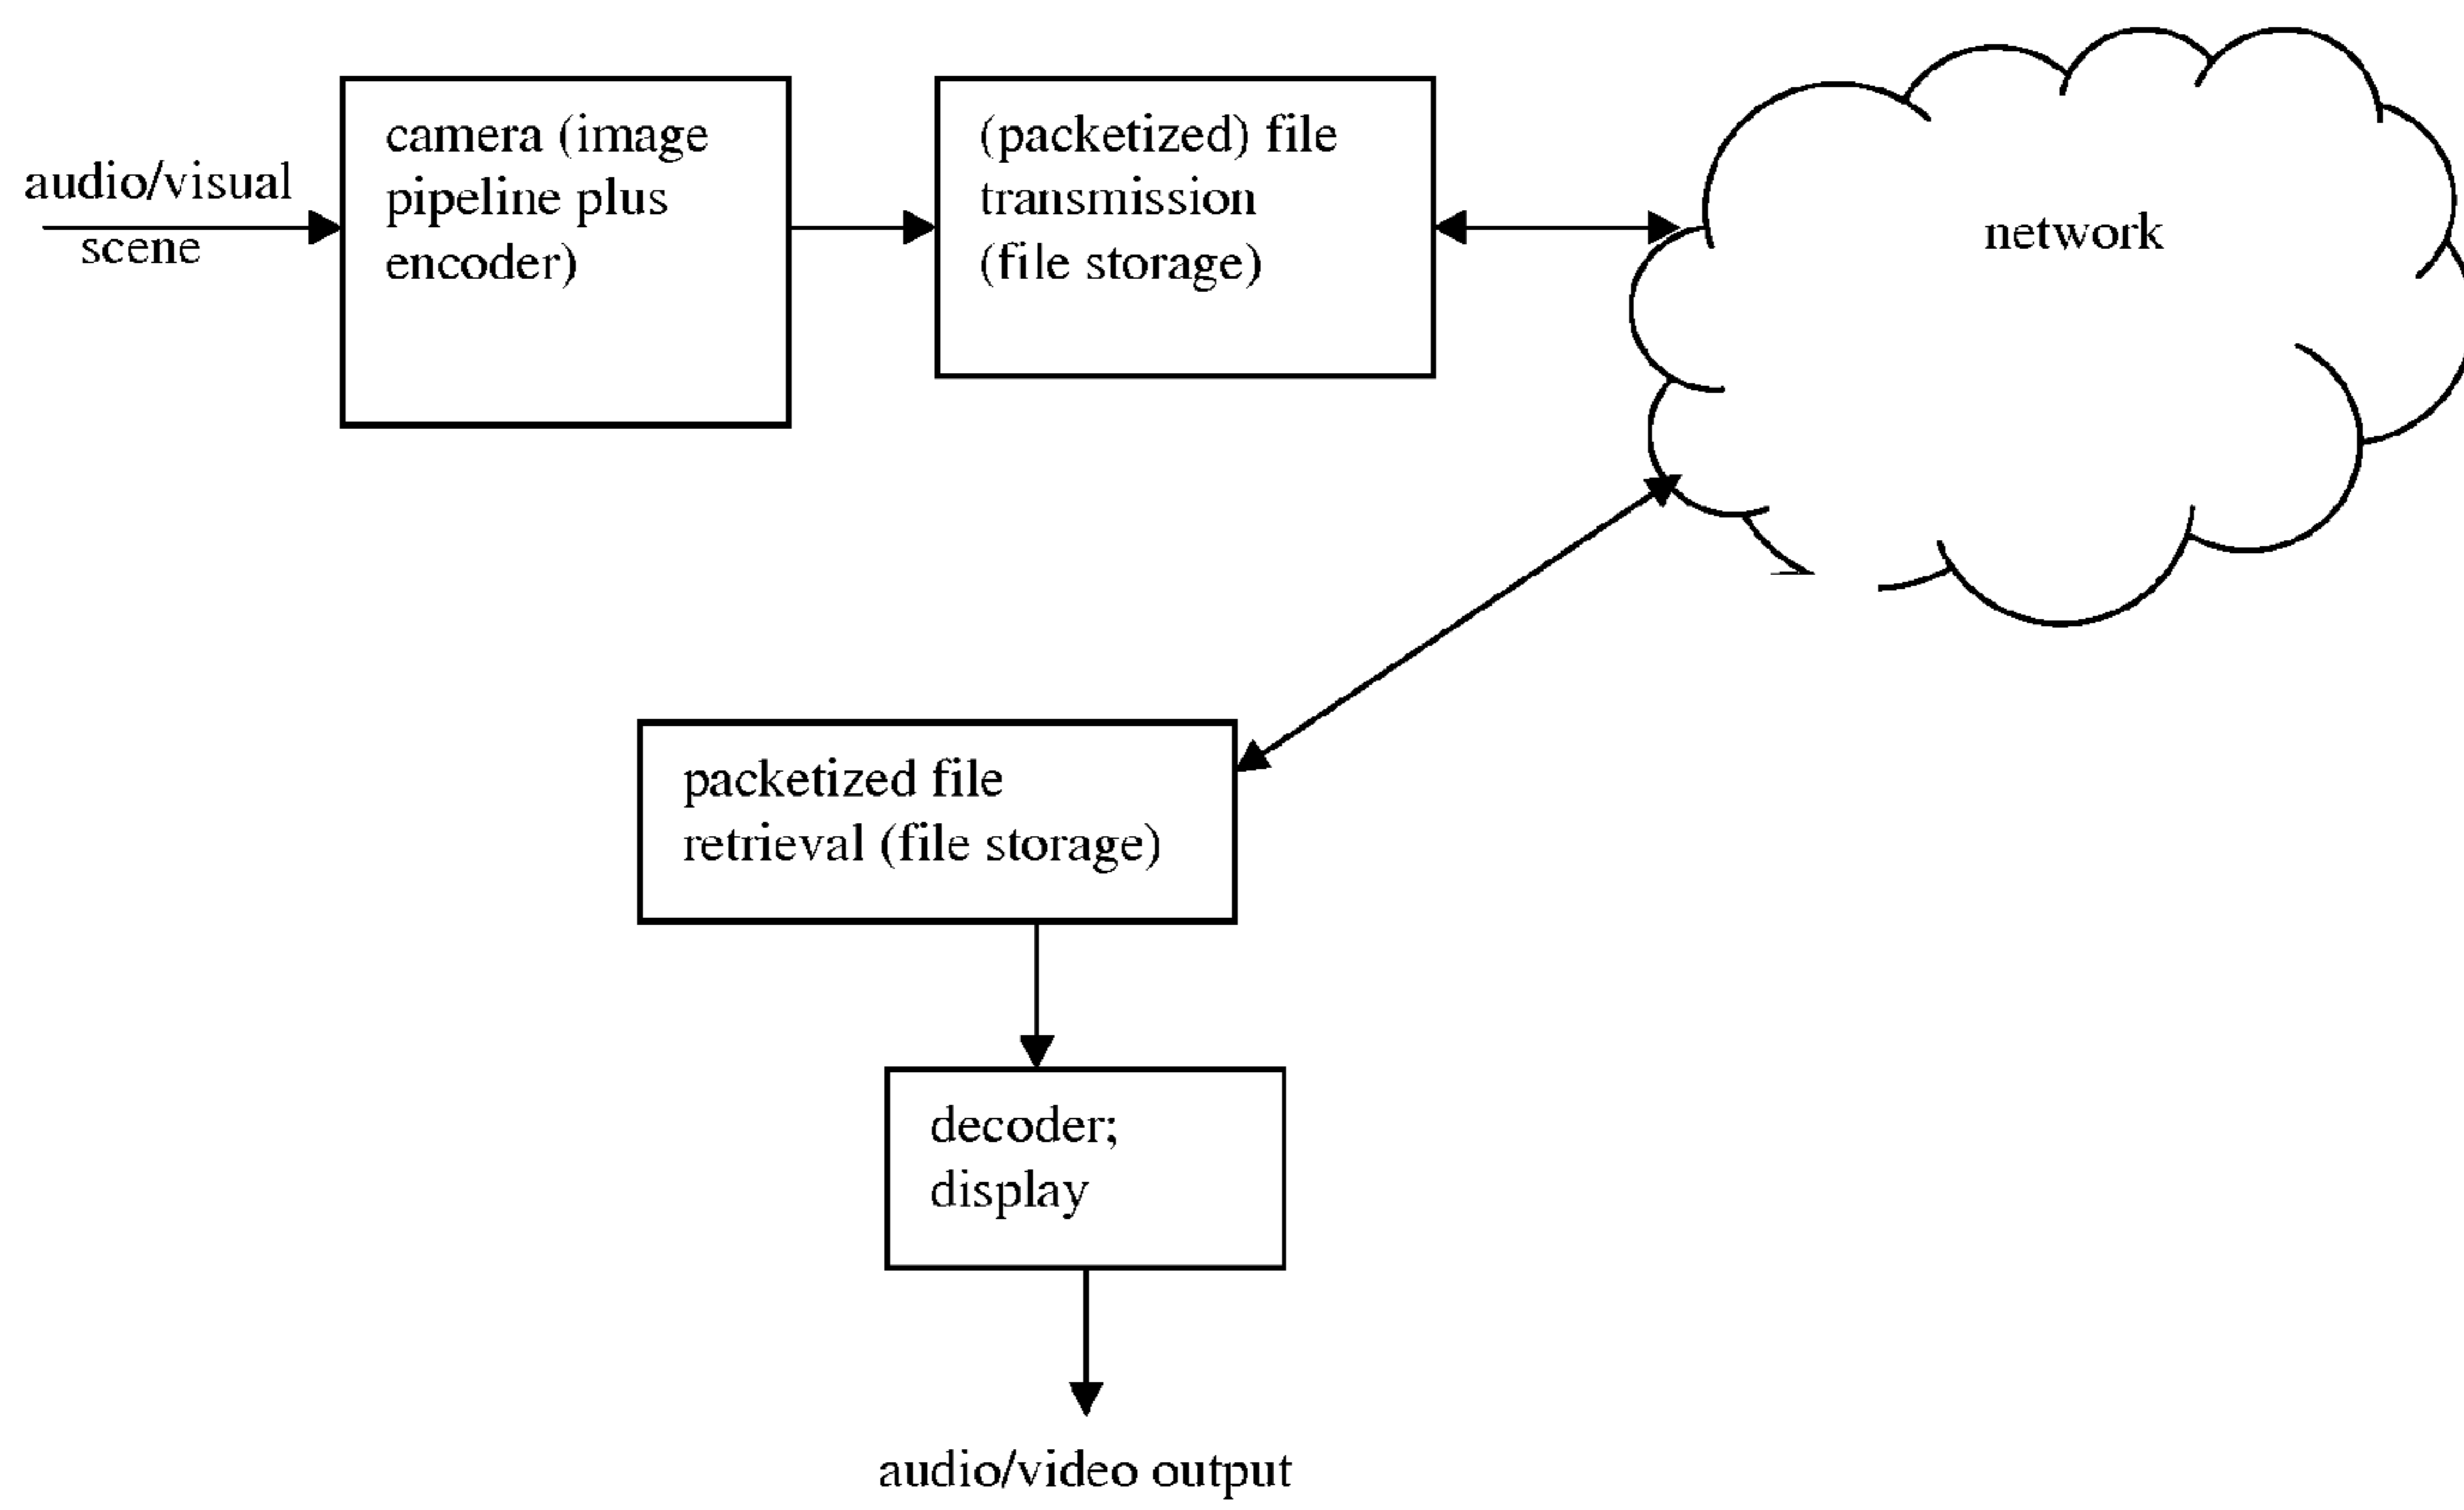 audio/visual
scene
camera (image
pipeline plus
encoder)
(packetized) file
transmission
(file storage)
network
packetized file
retrieval (file storage)
decoder;
display
audio/video output